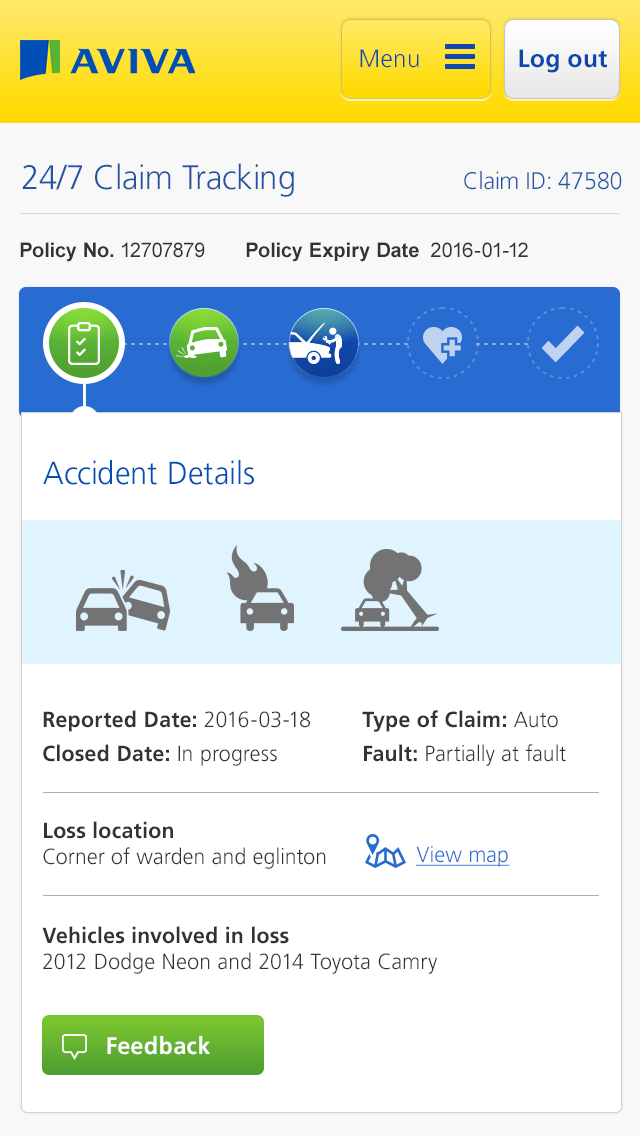 AVIVA
Menu
Log out
24/7 Claim Tracking
Claim ID: 47580
Policy No. 12707879 Policy Expiry Date 2016-01-12
Accident Details
Reported Date: 2016-03-18
Type of Claim: Auto
Closed Date: In progress
Fault: Partially at fault
Loss location
Corner of warden and eglinton
View map
Vehicles involved in loss
2012 Dodge Neon and 2014 Toyota Camry
Feedback